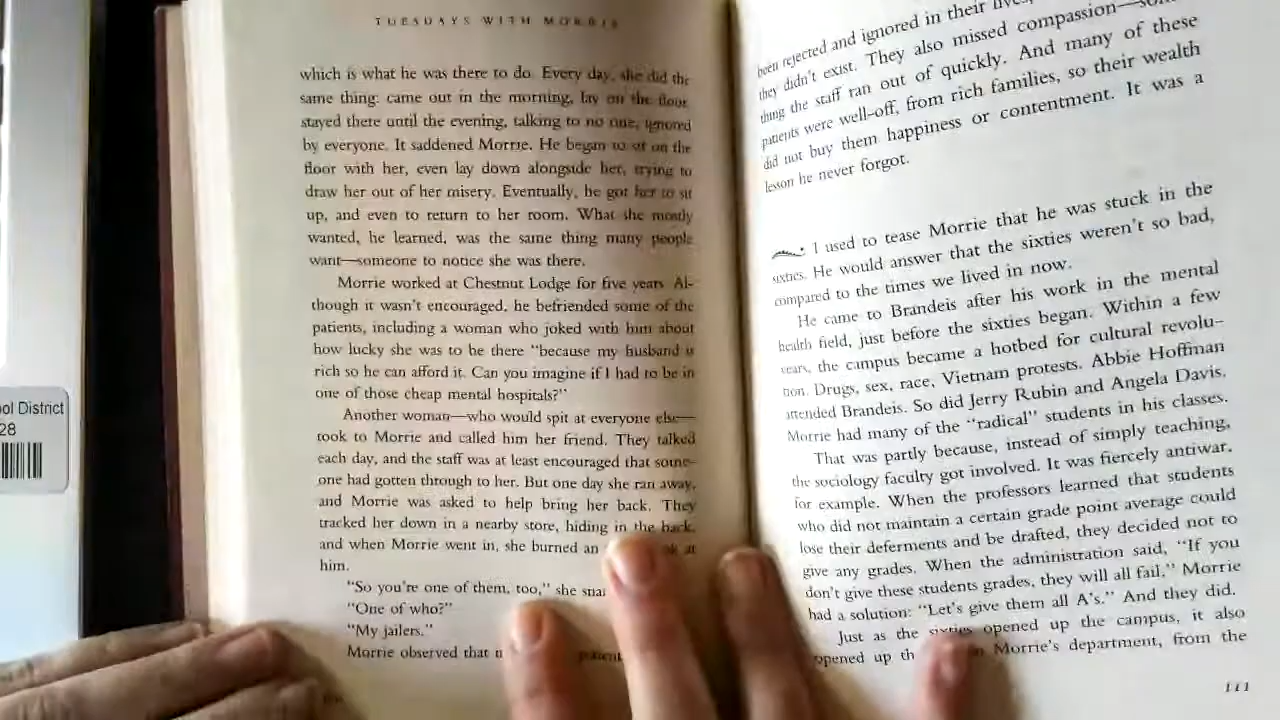 TUESDAYS WITH MORRIE
which is what he was there to do. Every day, she did the
same thing: came out in the morning, lay on the floor,
stayed there until the evening, talking to no one, ignored
by everyone. It saddened Morrie. He began to sit on the
floor with her, even lay down alongside her, trying to
draw her out of her misery. Eventually, he got her to sit
up, and even to return to her room. What she mostly
wanted, he learned, was the same thing many people
want—someone to notice she was there.
Morrie worked at Chestnut Lodge for five years. Al-
though it wasn't encouraged, he befriended some of the
patients, including a woman who joked with him about
how lucky she was to be there "because my husband is
rich so he can afford it. Can you imagine if I had to be in
one of those cheap mental hospitals?"
Another woman—who would spit at everyone else—
took to Morrie and called him her friend. They talked
each day, and the staff was at least encouraged that some-
one had gotten through to her. But one day she ran away,
and Morrie was asked to help bring her back. They
tracked her down in a nearby store, hiding in the back,
and when Morrie went in, she burned an at
him.
"So you're one of them, too," she
"One of who?"
"My jailers."
Morrie observed that
been rejected and ignored in their lives,
they didn't exist. They also missed compassion—
thing the staff ran out of quickly. And many of these
patients were well-off, from rich families, so their wealth
did not buy them happiness or contentment. It was a
lesson he never forgot.
I used to tease Morrie that he was stuck in the
sixties. He would answer that the sixties weren't so bad,
compared to the times we lived in now.
He came to Brandeis after his work in the mental
health field, just before the sixties began. Within a few
years, the campus became a hotbed for cultural revolu-
tion. Drugs, sex, race, Vietnam protests. Abbie Hoffman
attended Brandeis. So did Jerry Rubin and Angela Davis.
Morrie had many of the "radical" students in his classes.
That was partly because, instead of simply teaching,
the sociology faculty got involved. It was fiercely antiwar,
for example. When the professors learned that students
who did not maintain a certain grade point average could
lose their deferments and be drafted, they decided not to
give any grades. When the administration said, "If you
don't give these students grades, they will all fail," Morrie
had a solution: "Let's give them all A's." And they did.
Just as the sixties opened up the campus, it also
opened up Morrie's department, from the
111
ool District
28